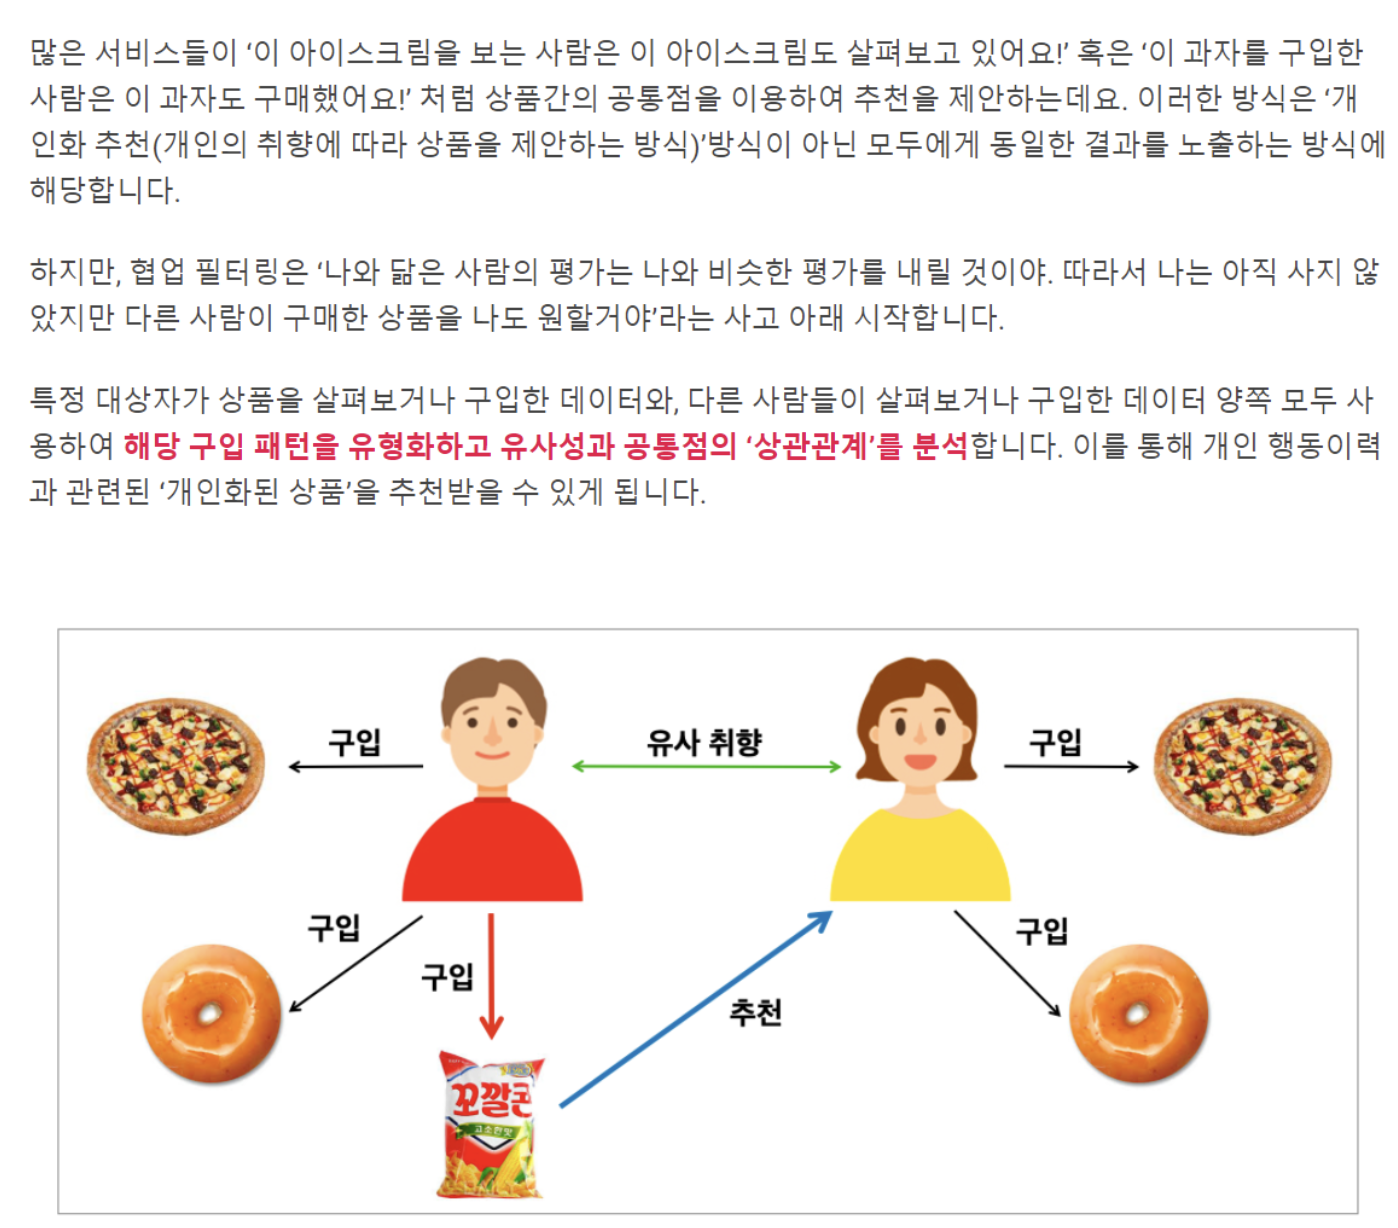 많은 서비스들이 ‘이 아이스크림을 보는 사람은 이 아이스크림도 살펴보고 있어요!’ 혹은 ‘이 과자를 구입한
사람은 이 과자도 구매했어요!’ 처럼 상품간의 공통점을 이용하여 추천을 제안하는데요. 이러한 방식은 ‘개
인화 추천(개인의 취향에 따라 상품을 제안하는 방식)’방식이 아닌 모두에게 동일한 결과를 노출하는 방식에
해당합니다.
하지만, 협업 필터링은 ‘나와 닮은 사람의 평가는 나와 비슷한 평가를 내릴 것이야. 따라서 나는 아직 사지 않
았지만 다른 사람이 구매한 상품을 나도 원할거야’라는 사고 아래 시작합니다.
특정 대상자가 상품을 살펴보거나 구입한 데이터와, 다른 사람들이 살펴보거나 구입한 데이터 양쪽 모두 사
용하여 해당 구입 패턴을 유형화하고 유사성과 공통점의 ‘상관관계’를 분석합니다. 이를 통해 개인 행동이력
과 관련된 ‘개인화된 상품’을 추천받을 수 있게 됩니다.
구입
유사 취향
구입
구입
구입
구입
추천
꼬깔콘
고소한맛